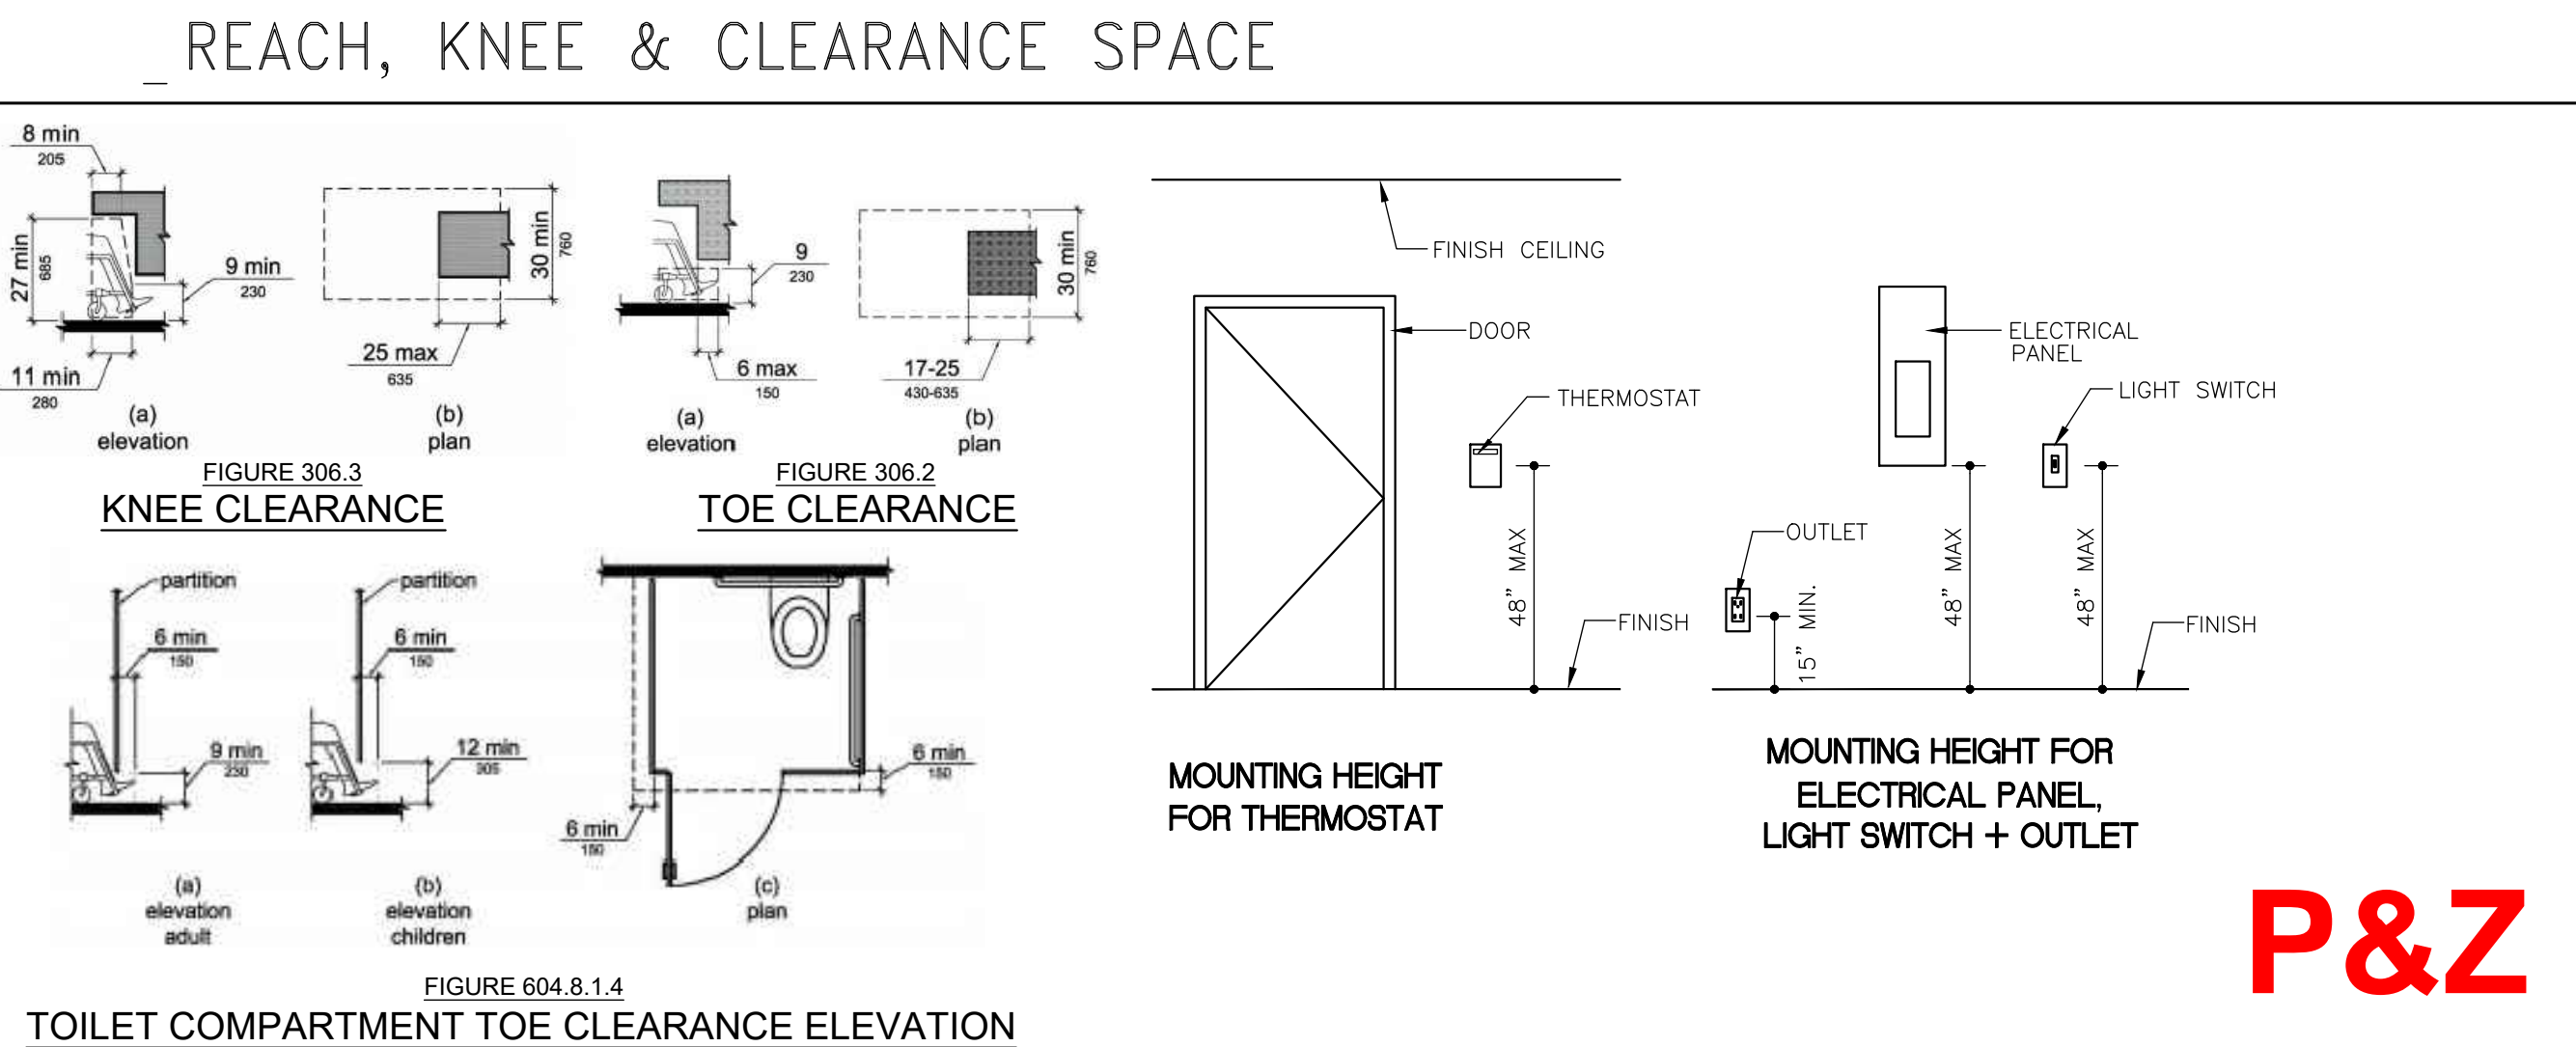 _REACH, KNEE & CLEARANCE SPACE
8 min
205
27 min
685
9 min
230
11 min
280
(a)
elevation
30 min
760
25 max
635
(b)
plan
FIGURE 306.3
KNEE CLEARANCE
9
230
6 max
150
(a)
elevation
30 min
760
17-25
430-635
(b)
plan
FIGURE 306.2
TOE CLEARANCE
partition
6 min
150
9 min
230
(a)
elevation
adult
partition
6 min
150
12 min
305
(b)
elevation
children
6 min
150
6 min
150
(c)
plan
FIGURE 604.8.1.4
TOILET COMPARTMENT TOE CLEARANCE ELEVATION
FINISH CEILING
DOOR
THERMOSTAT
48" MAX
FINISH
MOUNTING HEIGHT
FOR THERMOSTAT
ELECTRICAL
PANEL
LIGHT SWITCH
OUTLET
15" MIN.
48" MAX
48" MAX
FINISH
MOUNTING HEIGHT FOR
ELECTRICAL PANEL,
LIGHT SWITCH + OUTLET
P&Z